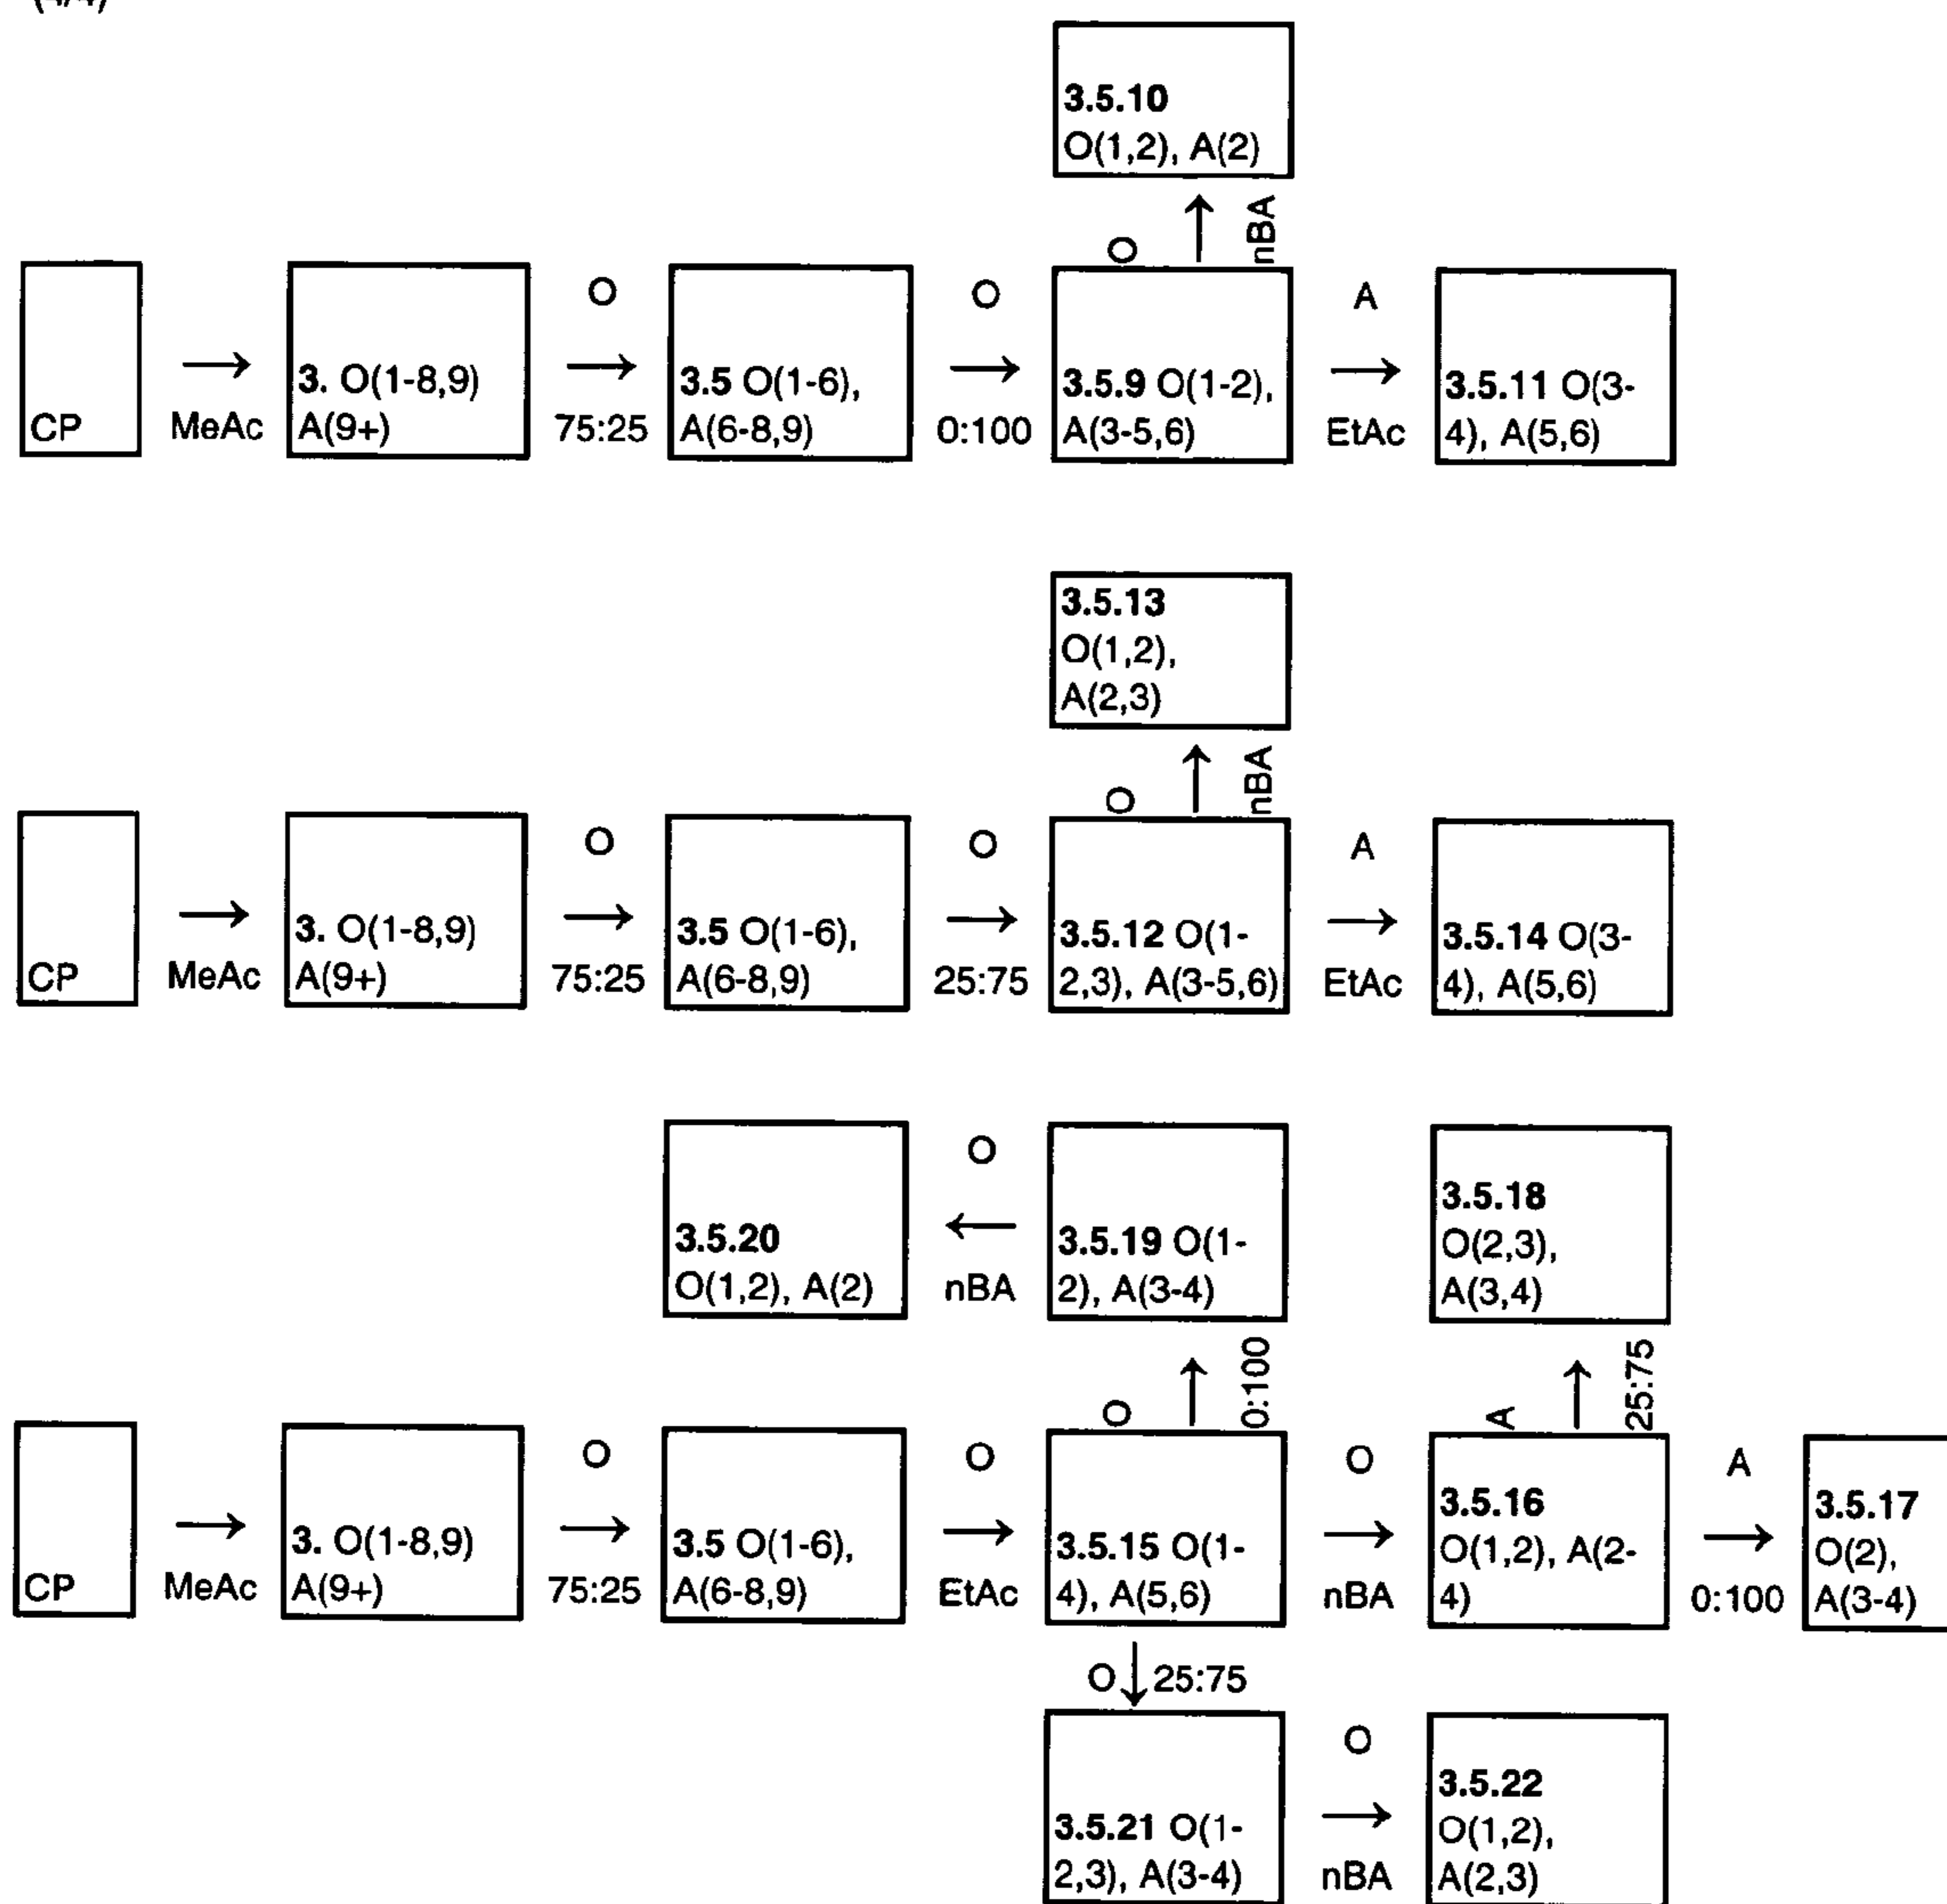 3.5.10
O(1,2), A(2)
O
nBA
CP
MeAc
3. O(1-8,9)
A(9+)
O
75:25
3.5 O(1-6),
A(6-8,9)
O
0:100
3.5.9 O(1-2),
A(3-5,6)
A
EtAc
3.5.11 O(3-
4), A(5,6)
3.5.13
O(1,2),
A(2,3)
O
nBA
CP
MeAc
3. O(1-8,9)
A(9+)
O
75:25
3.5 O(1-6),
A(6-8,9)
O
25:75
3.5.12 O(1-
2,3), A(3-5,6)
A
EtAc
3.5.14 O(3-
4), A(5,6)
3.5.20
O(1,2), A(2)
O
nBA
3.5.19 O(1-
2), A(3-4)
3.5.18
O(2,3),
A(3,4)
O
0:100
A
25:75
CP
MeAc
3. O(1-8,9)
A(9+)
O
75:25
3.5 O(1-6),
A(6-8,9)
O
EtAc
3.5.15 O(1-
4), A(5,6)
O
nBA
3.5.16
O(1,2), A(2-
4)
A
0:100
3.5.17
O(2),
A(3-4)
O 25:75
3.5.21 O(1-
2,3), A(3-4)
O
nBA
3.5.22
O(1,2),
A(2,3)